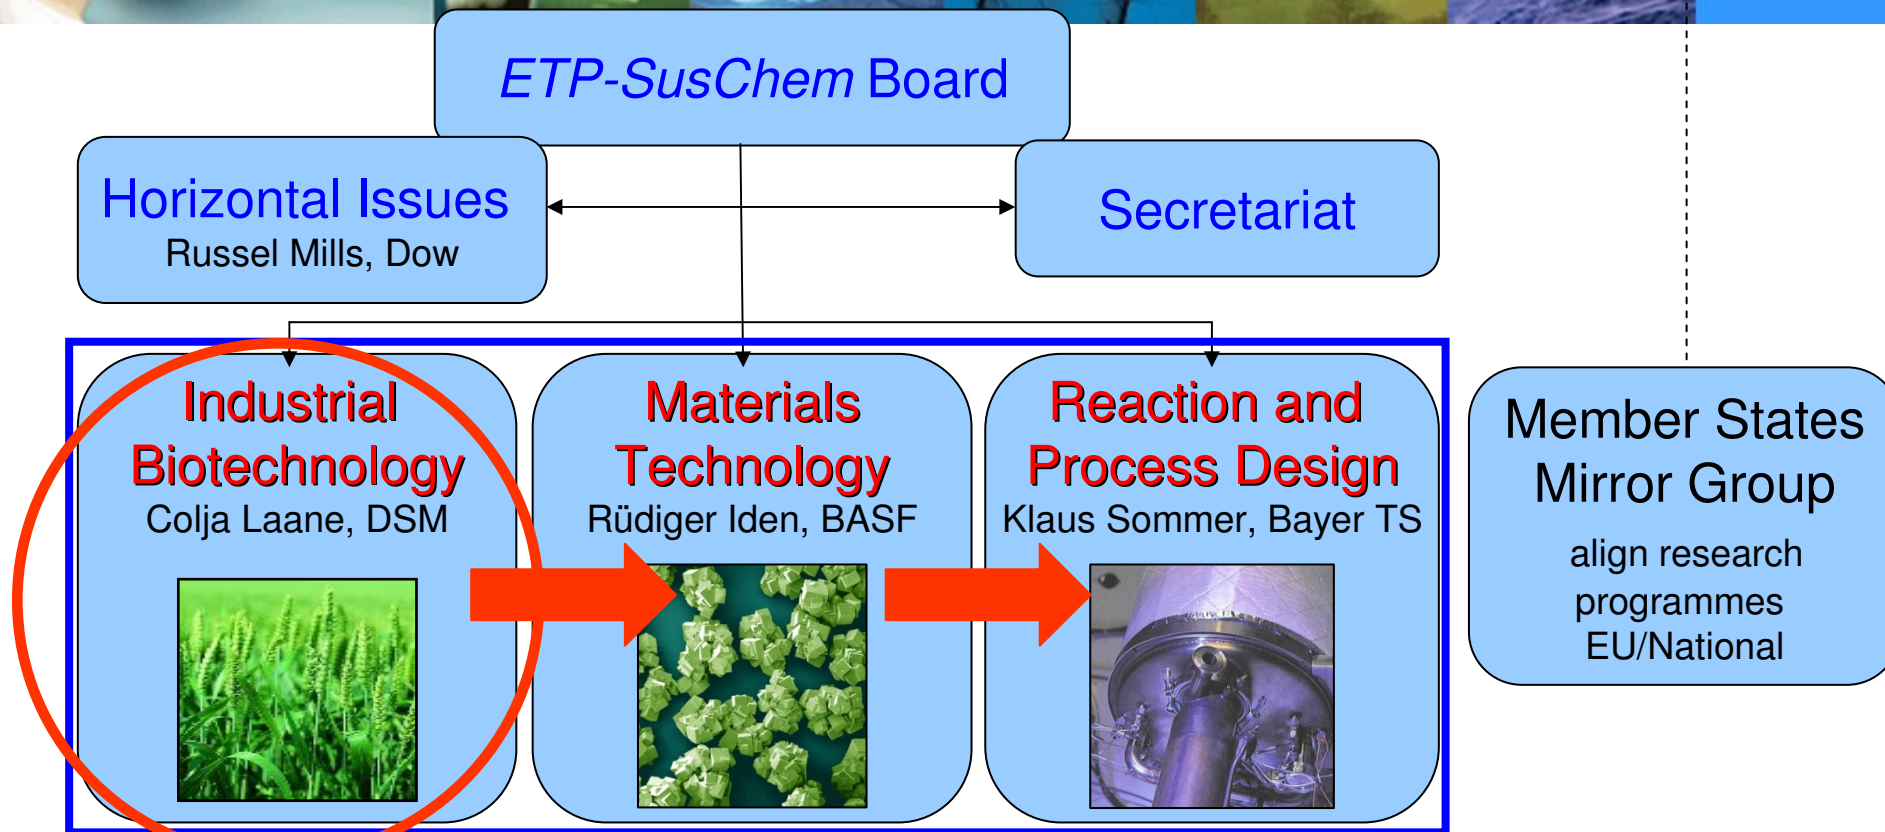 ETP-SusChem Board
Horizontal Issues
Russel Mills, Dow
Secretariat
Industrial
Biotechnology
Colja Laane, DSM
Materials
Technology
Rüdiger Iden, BASF
Reaction and
Process Design
Klaus Sommer, Bayer TS
Member States
Mirror Group
align research
programmes
EU/National